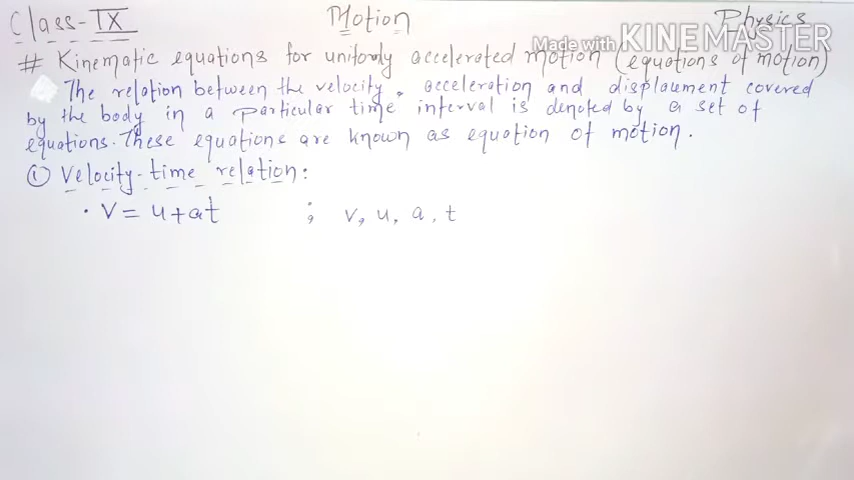 Class-IX Motion Physics
Made with KINEMASTER
# Kinematic equations for uniformly accelerated motion (equations of motion)
The relation between the velocity, acceleration and displacement covered
by the body in a particular time interval is denoted by a set of
equations. These equations are known as equation of motion.
① Velocity-time relation:
· v = u + at ; v, u, a, t